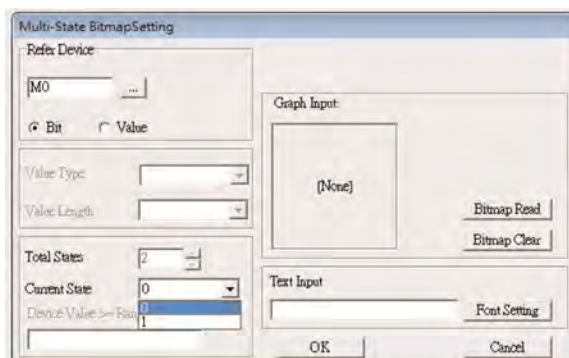 Multi-State BitmapSetting
Refer Device
M0
...
Bit
Value
Value Type
Value Length
Total States
2
Current State
0
0
1
Device Value >= Ran
Graph Input:
(None)
Bitmap Read
Bitmap Clear
Text Input
Font Setting
OK
Cancel